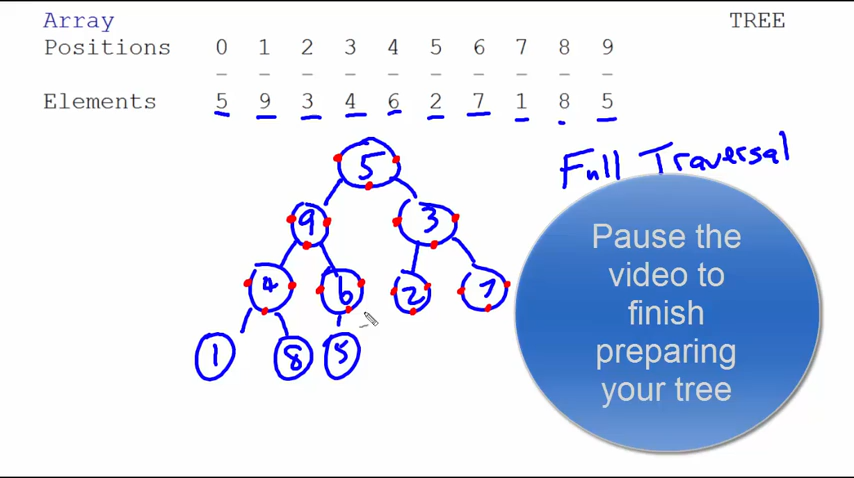 Array TREE
Positions 0 1 2 3 4 5 6 7 8 9
- - - - - - - - - -
Elements 5 9 3 4 6 2 7 1 8 5
Full Traversal
5
9 3
4 6 2 7
1 8 5
Pause the
video to
finish
preparing
your tree